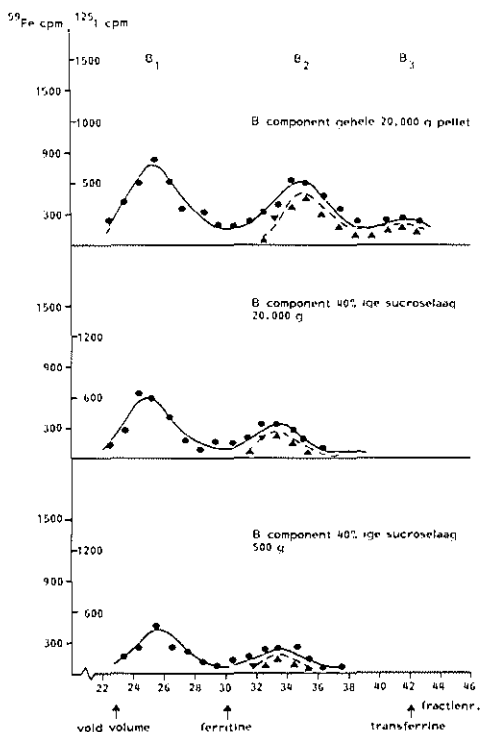 59Fe cpm 125I cpm
B1 B2 B3
1500 1500
B component gehele 20.000 g pellet
1000
900
500
300
1500
B component 40% ige sucroselaag
20.000 g
1200
900
600
300
1500
B component 40% ige sucroselaag
500 g
1200
900
600
300
22 24 26 28 30 32 34 36 38 40 42 44 46
fractienr.
void volume ferritine transferrine